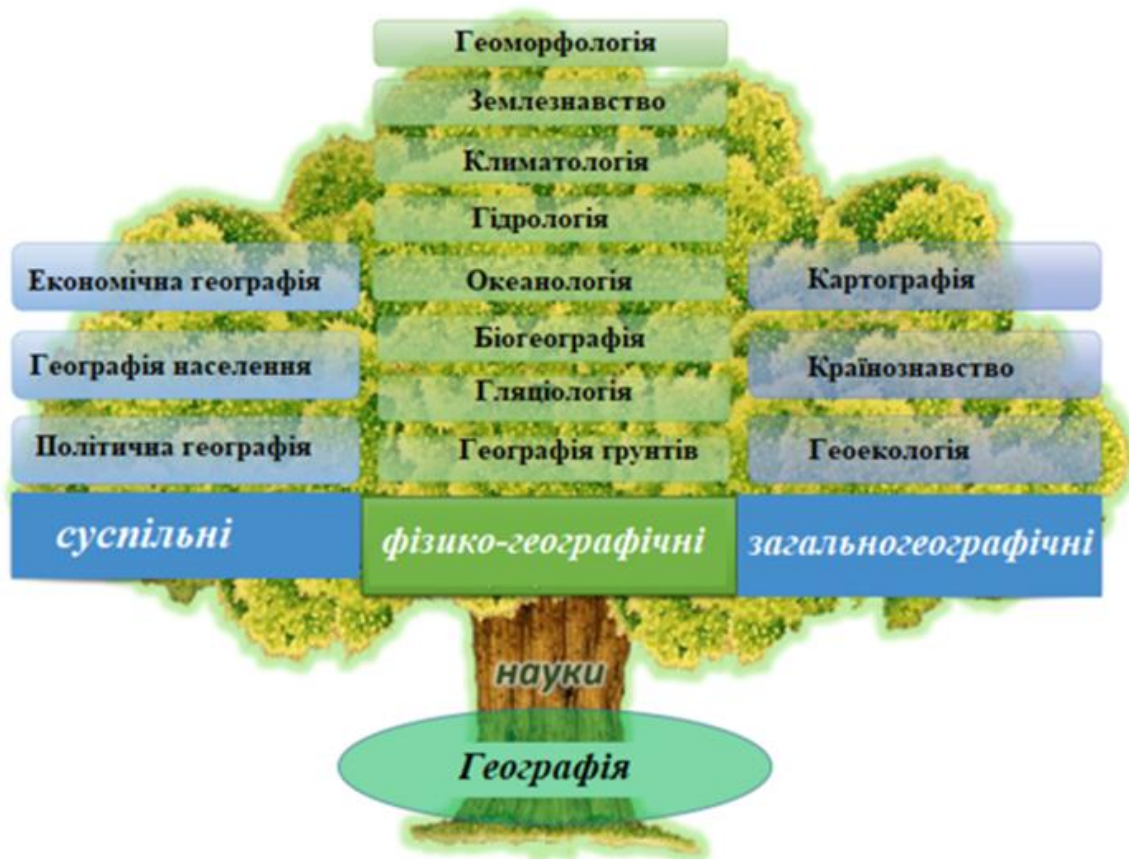 Геоморфологія
Землезнавство
Климатологія
Гідрологія
Океанологія
Біогеографія
Гляціологія
Географія грунтів
Економічна географія
Географія населення
Політична географія
Картографія
Країнознавство
Геоекологія
суспільні
фізико-географічні
загальногеографічні
науки
Географія